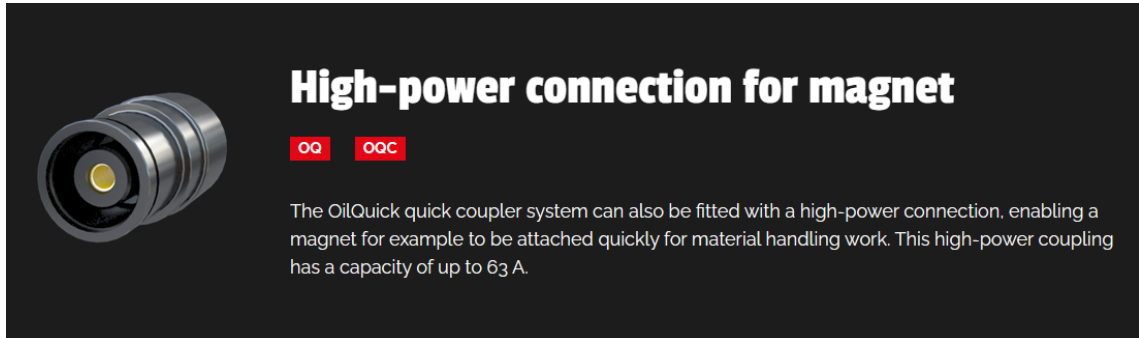 High-power connection for magnet
OQ OQC
The OilQuick quick coupler system can also be fitted with a high-power connection, enabling a
magnet for example to be attached quickly for material handling work. This high-power coupling
has a capacity of up to 63 A.